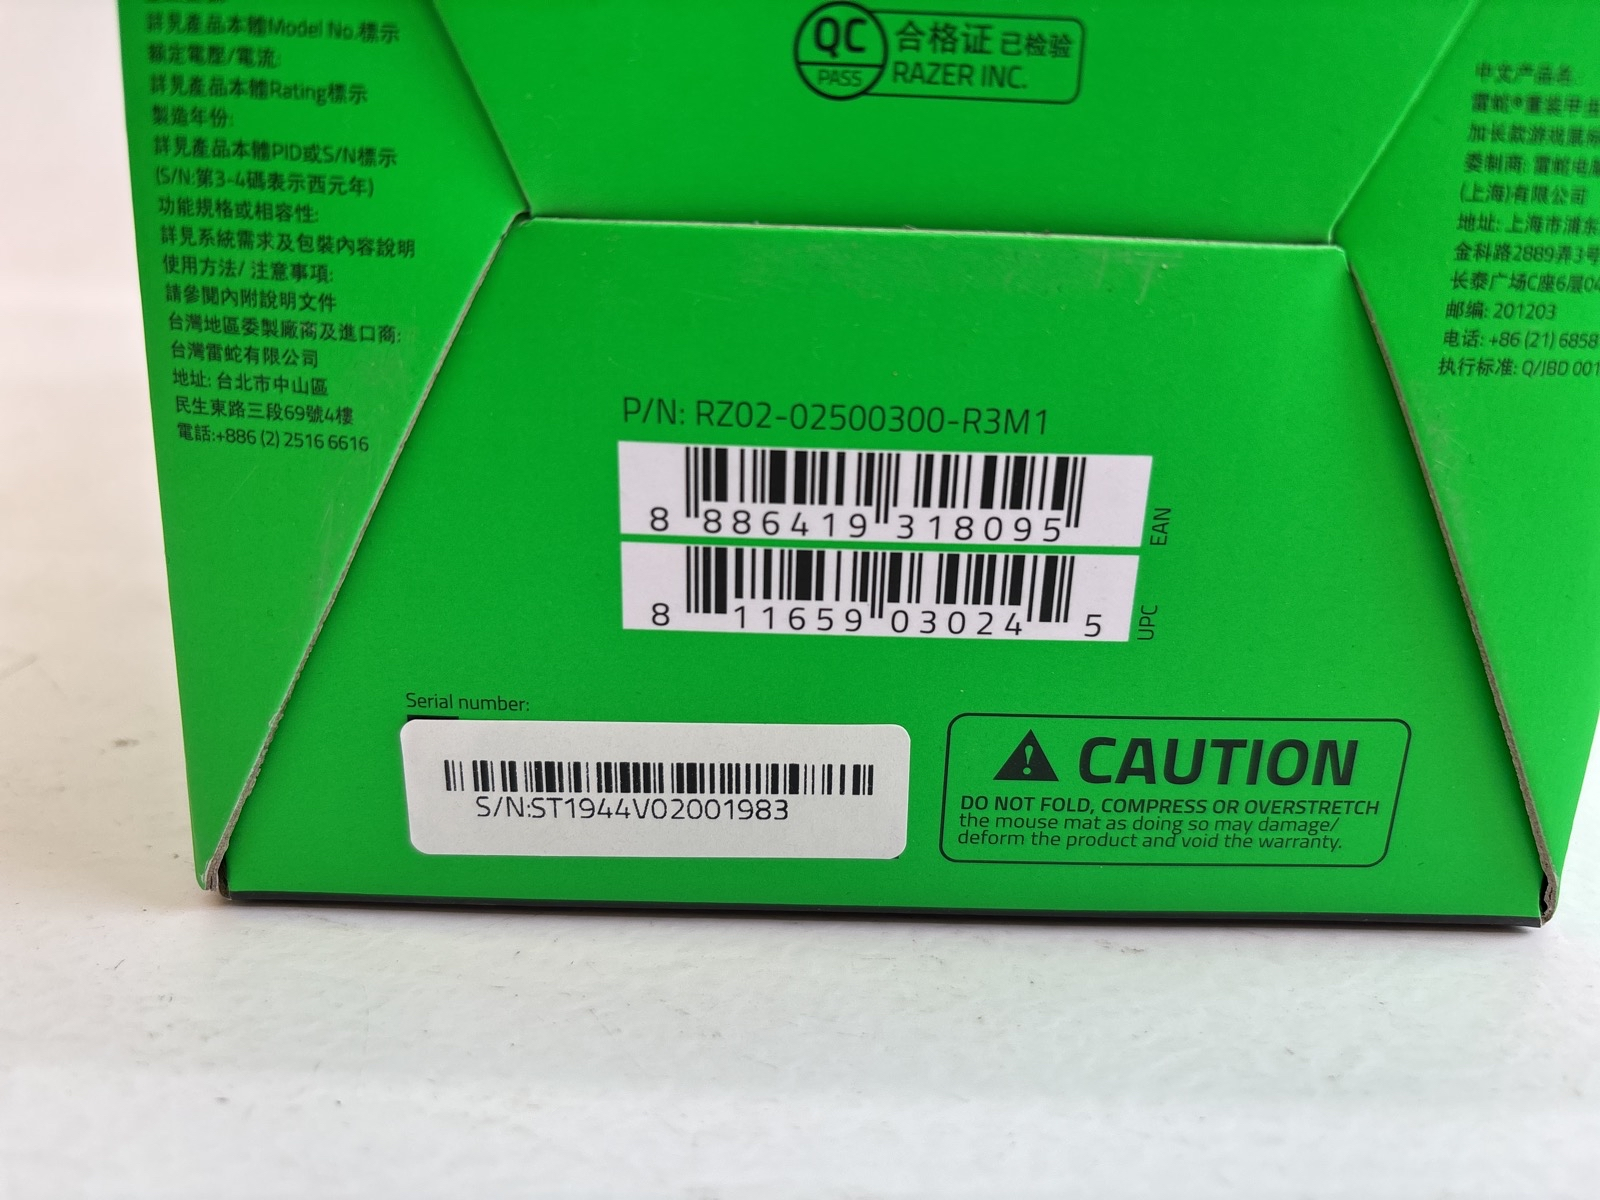 詳見產品本體Model No.標示
額定電壓/電流:
詳見產品本體Rating標示
製造年份:
詳見產品本體PID或S/N標示
(S/N:第3-4碼表示西元年)
功能規格或相容性:
詳見系統需求及包裝內容說明
使用方法/ 注意事項:
請參閱內附說明文件
台灣地區委製廠商及進口商:
台灣雷蛇有限公司
地址: 台北市中山區
民生東路三段69號4樓
電話:+886 (2) 2516 6616
QC
PASS
合格证 已检验
RAZER INC.
P/N: RZ02-02500300-R3M1
8 886419 318095
EAN
8 11659 03024 5
UPC
Serial number:
S/N:ST1944V02001983
CAUTION
DO NOT FOLD, COMPRESS OR OVERSTRETCH
the mouse mat as doing so may damage/
deform the product and void the warranty.
中文产品名:
雷蛇®重装甲虫
加长款游戏鼠标
委制商: 雷蛇电脑
(上海)有限公司
地址: 上海市浦东
金科路2889弄3号
长泰广场C座6层04
邮编: 201203
电话: +86 (21) 6858
执行标准: Q/JBD 001